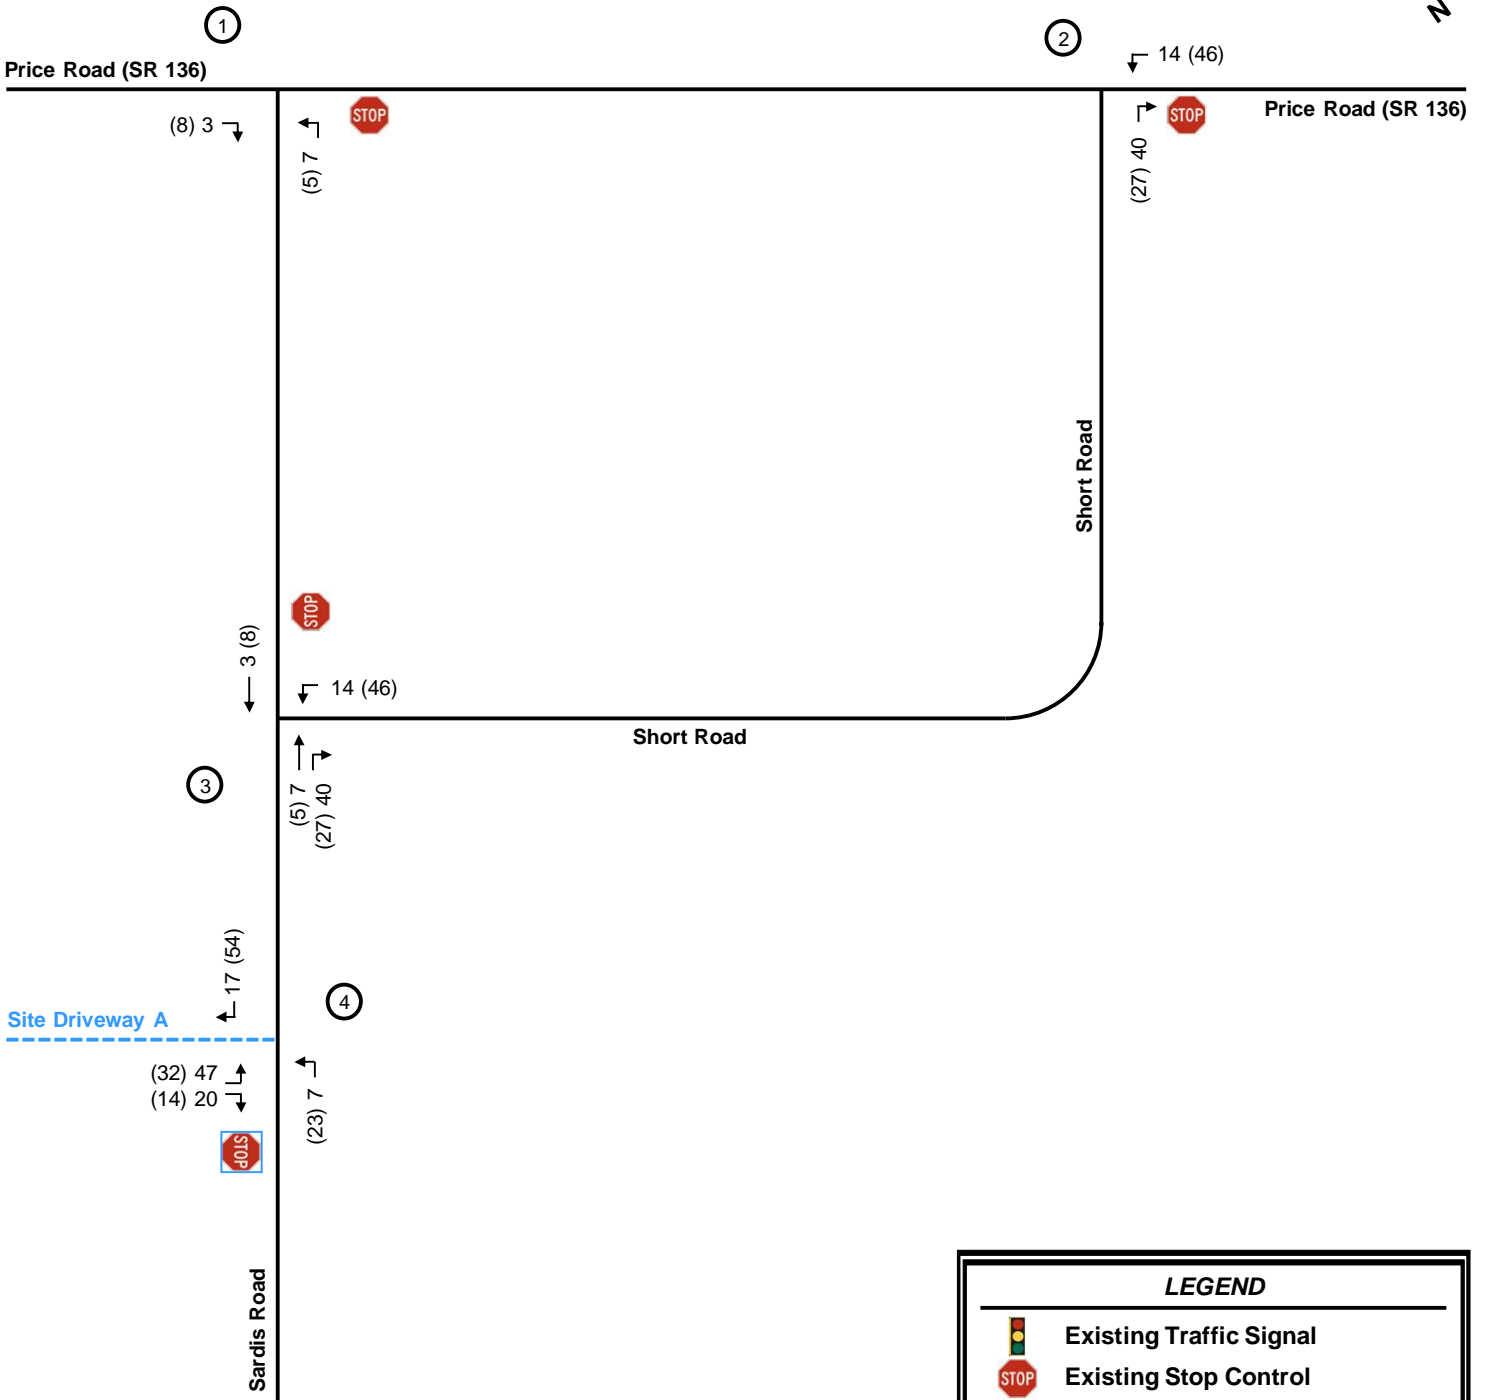 1
2
N
14 (46)
Price Road (SR 136)
STOP
STOP
Price Road (SR 136)
(8) 3
(5) 7
(27) 40
Short Road
STOP
3 (8)
14 (46)
Short Road
3
(5) 7
(27) 40
17 (54)
4
Site Driveway A
(32) 47
(14) 20
(23) 7
STOP
Sardis Road
LEGEND
Existing Traffic Signal
STOP
Existing Stop Control